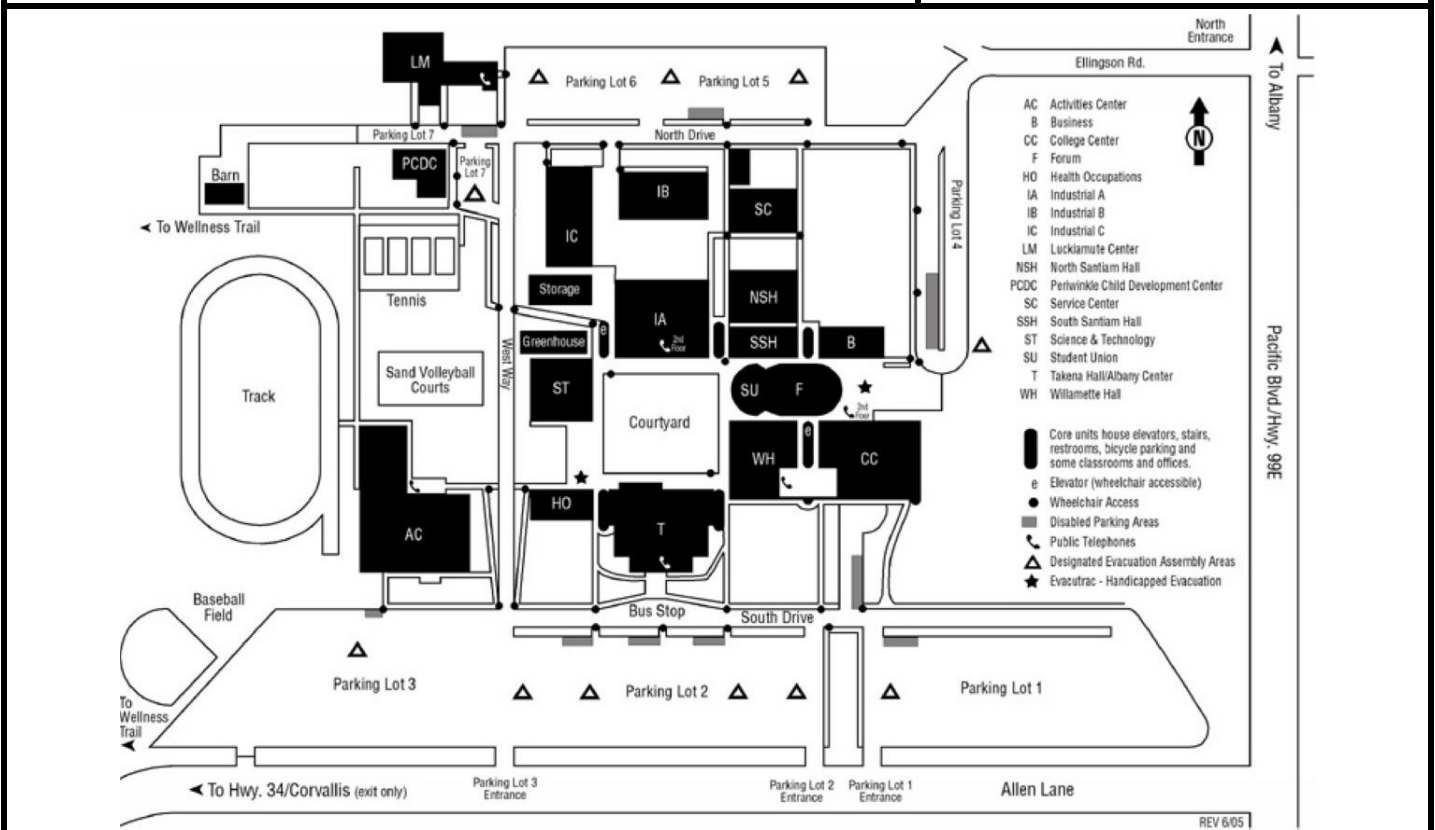 North
Entrance
Ellingson Rd.
To Albany
LM
Parking Lot 6
Parking Lot 5
Parking Lot 7
North Drive
PCDC
Parking
Lot 7
Barn
To Wellness Trail
IC
IB
SC
Parking Lot 4
N
AC Activities Center
B Business
CC College Center
F Forum
HO Health Occupations
IA Industrial A
IB Industrial B
IC Industrial C
LM Luckiamute Center
NSH North Santiam Hall
PCDC Periwinkle Child Development Center
SC Service Center
SSH South Santiam Hall
ST Science & Technology
SU Student Union
T Takena Hall/Albany Center
WH Willamette Hall
Tennis
Storage
IA
2nd
Floor
NSH
e
Greenhouse
SSH
B
West Way
Pacific Blvd./Hwy. 99E
Track
Sand Volleyball
Courts
ST
Courtyard
SU
F
2nd
Floor
WH
e
CC
Core units house elevators, stairs,
restrooms, bicycle parking and
some classrooms and offices.
e Elevator (wheelchair accessible)
Wheelchair Access
Disabled Parking Areas
Public Telephones
Designated Evacuation Assembly Areas
Evacutrac - Handicapped Evacuation
AC
HO
T
Baseball
Field
Bus Stop
South Drive
Parking Lot 3
Parking Lot 2
Parking Lot 1
To
Wellness
Trail
To Hwy. 34/Corvallis (exit only)
Parking Lot 3
Entrance
Parking Lot 2
Entrance
Parking Lot 1
Entrance
Allen Lane
REV 6/05